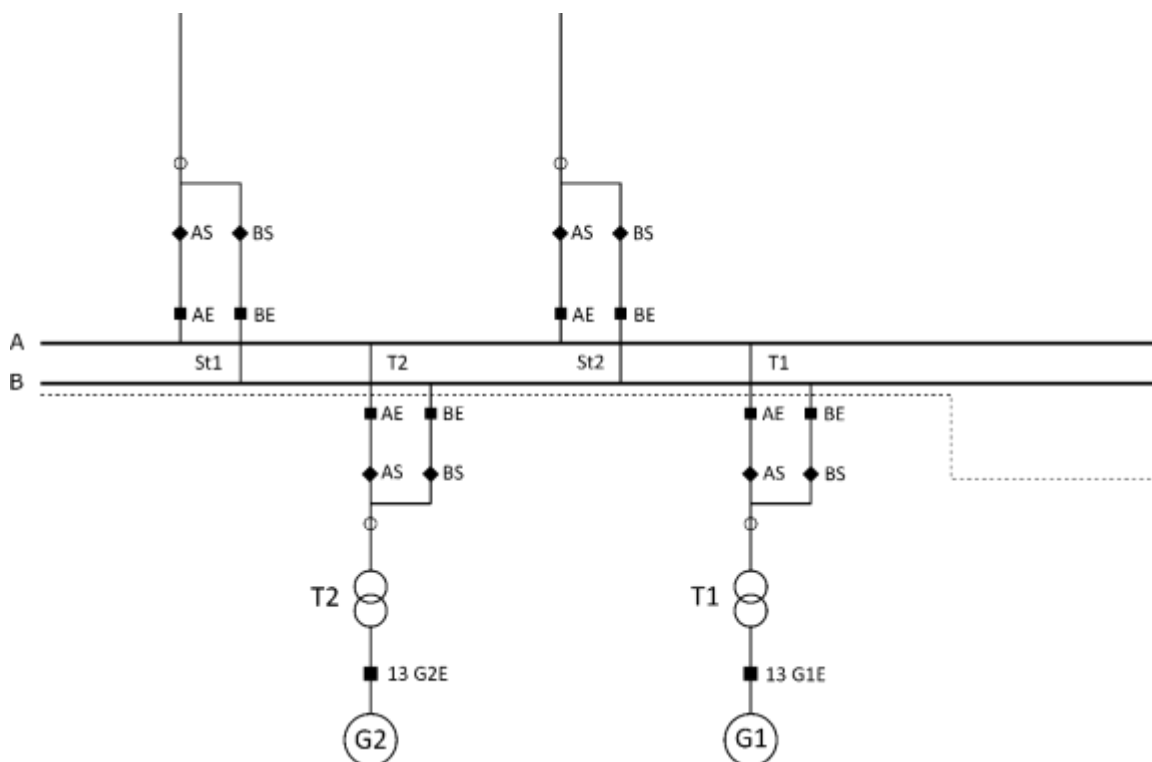 AS BS AS BS
AE BE AE BE
A
St1 T2 St2 T1
B
AE BE AE BE
AS BS AS BS
T2 T1
13 G2E 13 G1E
G2 G1